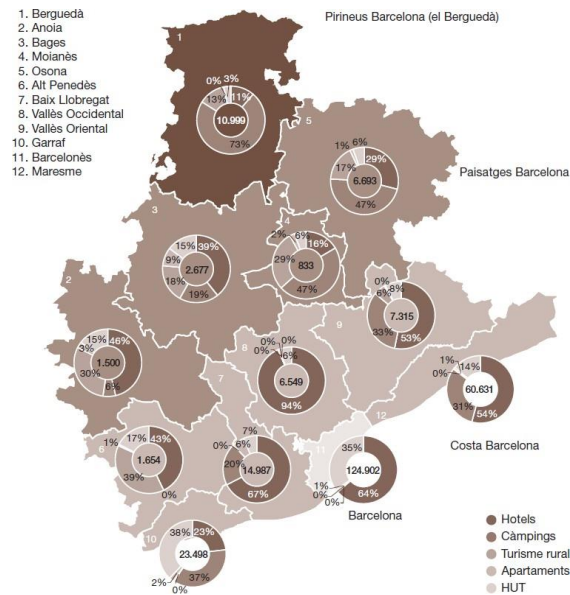 1. Berguedà
2. Anoia
3. Bages
4. Moianès
5. Osona
6. Alt Penedès
7. Baix Llobregat
8. Vallès Occidental
9. Vallès Oriental
10. Garraf
11. Barcelonès
12. Maresme
Pirineus Barcelona (el Berguedà)
1
0% 3%
13% 11%
10.999
73%
5
1% 6%
17% 29%
6.693
47%
Paisatges Barcelona
3
15% 39%
9%
2.677
18%
19%
4
2% 6% 16%
29%
833
47%
0% 8%
6%
7.315
33% 53%
9
2
15% 46%
3%
1.500
30%
6%
8
0% 0%
0% 6%
6.549
94%
7
12
1% 14%
0%
60.631
31% 54%
Costa Barcelona
6
1% 17% 43%
1.654
39%
0%
7%
0% 6%
20%
14.987
67%
11
35%
124.902
1%
0%
0%
64%
Barcelona
10
38% 23%
23.498
2% 37%
0%
Hotels
Càmpings
Turisme rural
Apartaments
HUT